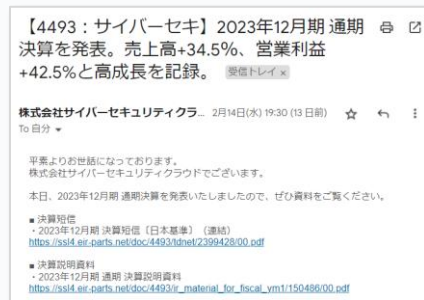 【4493：サイバーセキ】2023年12月期 通期
決算を発表。売上高+34.5%、営業利益
+42.5%と高成長を記録。 受信トレイ ×
株式会社サイバーセキュリティクラ... 2月14日(水) 19:30 (13 日前)
To 自分
平素よりお世話になっております。
株式会社サイバーセキュリティクラウドでございます。
本日、2023年12月期 通期決算を発表いたしましたので、ぜひ資料をご覧ください。
■ 決算短信
・2023年12月期 決算短信〔日本基準〕（連結）
https://ssl4.eir-parts.net/doc/4493/tdnet/2399428/00.pdf
■ 決算説明資料
・2023年12月期 通期 決算説明資料
https://ssl4.eir-parts.net/doc/4493/ir_material_for_fiscal_ym1/150486/00.pdf